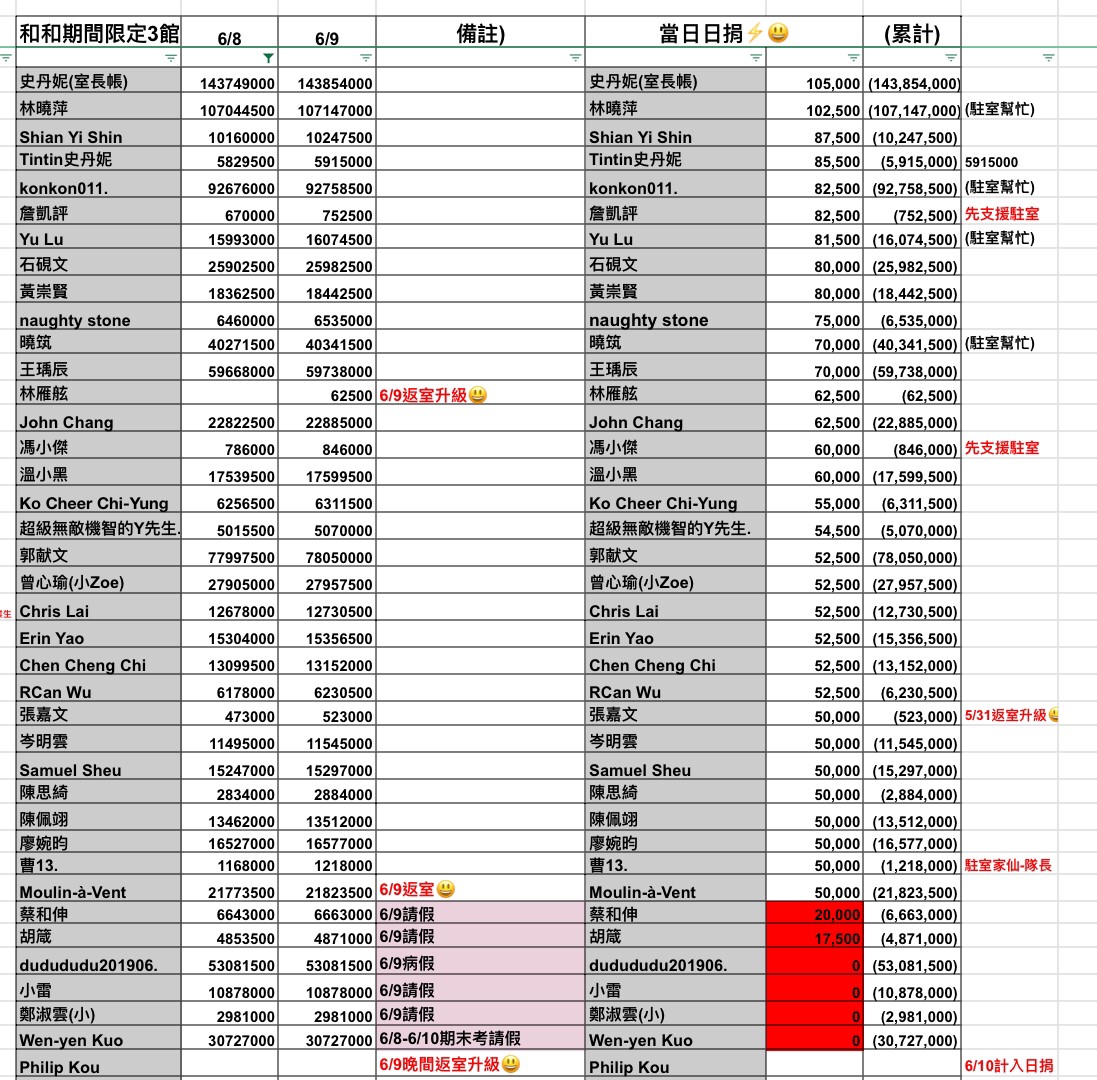 和和期間限定3館 6/8 6/9 備註) 當日日捐⚡😃 (累計)
史丹妮(室長帳) 143749000 143854000 史丹妮(室長帳) 105,000 (143,854,000)
林曉萍 107044500 107147000 林曉萍 102,500 (107,147,000) (駐室幫忙)
Shian Yi Shin 10160000 10247500 Shian Yi Shin 87,500 (10,247,500)
Tintin史丹妮 5829500 5915000 Tintin史丹妮 85,500 (5,915,000) 5915000
konkon011. 92676000 92758500 konkon011. 82,500 (92,758,500) (駐室幫忙)
詹凱評 670000 752500 詹凱評 82,500 (752,500) 先支援駐室
Yu Lu 15993000 16074500 Yu Lu 81,500 (16,074,500) (駐室幫忙)
石硯文 25902500 25982500 石硯文 80,000 (25,982,500)
黃崇賢 18362500 18442500 黃崇賢 80,000 (18,442,500)
naughty stone 6460000 6535000 naughty stone 75,000 (6,535,000)
曉筑 40271500 40341500 曉筑 70,000 (40,341,500) (駐室幫忙)
王瑀辰 59668000 59738000 王瑀辰 70,000 (59,738,000)
林雁舷 62500 6/9返室升級😃 林雁舷 62,500 (62,500)
John Chang 22822500 22885000 John Chang 62,500 (22,885,000)
馮小傑 786000 846000 馮小傑 60,000 (846,000) 先支援駐室
溫小黑 17539500 17599500 溫小黑 60,000 (17,599,500)
Ko Cheer Chi-Yung 6256500 6311500 Ko Cheer Chi-Yung 55,000 (6,311,500)
超級無敵機智的Y先生. 5015500 5070000 超級無敵機智的Y先生. 54,500 (5,070,000)
郭献文 77997500 78050000 郭献文 52,500 (78,050,000)
曾心瑜(小Zoe) 27905000 27957500 曾心瑜(小Zoe) 52,500 (27,957,500)
Chris Lai 12678000 12730500 Chris Lai 52,500 (12,730,500)
Erin Yao 15304000 15356500 Erin Yao 52,500 (15,356,500)
Chen Cheng Chi 13099500 13152000 Chen Cheng Chi 52,500 (13,152,000)
RCan Wu 6178000 6230500 RCan Wu 52,500 (6,230,500)
張嘉文 473000 523000 張嘉文 50,000 (523,000) 5/31返室升級😃
岑明雲 11495000 11545000 岑明雲 50,000 (11,545,000)
Samuel Sheu 15247000 15297000 Samuel Sheu 50,000 (15,297,000)
陳思綺 2834000 2884000 陳思綺 50,000 (2,884,000)
陳佩翊 13462000 13512000 陳佩翊 50,000 (13,512,000)
廖婉昀 16527000 16577000 廖婉昀 50,000 (16,577,000)
曹13. 1168000 1218000 曹13. 50,000 (1,218,000) 駐室家仙-隊長
Moulin-à-Vent 21773500 21823500 6/9返室😃 Moulin-à-Vent 50,000 (21,823,500)
蔡和伸 6643000 6663000 6/9請假 蔡和伸 20,000 (6,663,000)
胡箴 4853500 4871000 6/9請假 胡箴 17,500 (4,871,000)
dudududu201906. 53081500 53081500 6/9病假 dudududu201906. 0 (53,081,500)
小雷 10878000 10878000 6/9請假 小雷 0 (10,878,000)
鄭淑雲(小) 2981000 2981000 6/9請假 鄭淑雲(小) 0 (2,981,000)
Wen-yen Kuo 30727000 30727000 6/8-6/10期末考請假 Wen-yen Kuo 0 (30,727,000)
Philip Kou 6/9晚間返室升級😃 Philip Kou 6/10計入日捐